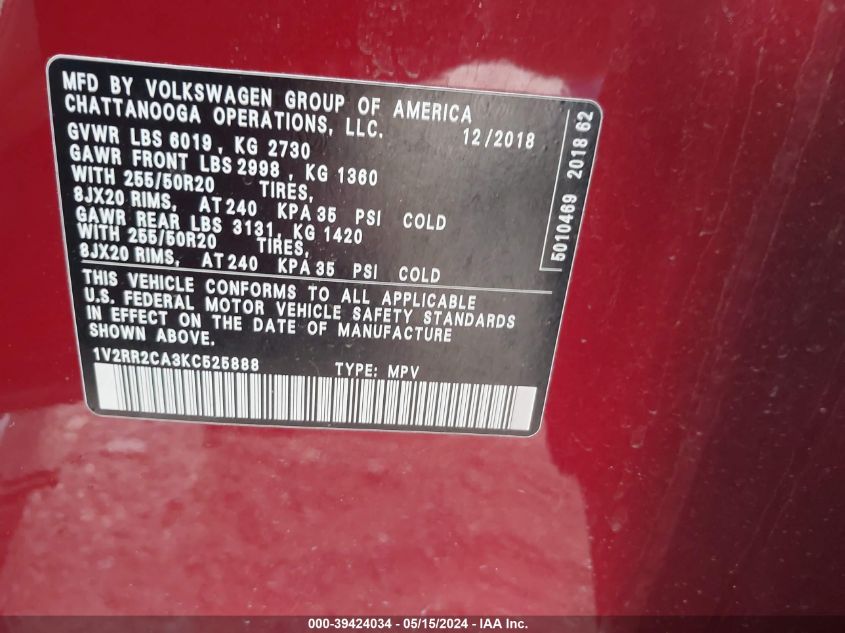 MFD BY VOLKSWAGEN GROUP OF AMERICA
CHATTANOOGA OPERATIONS, LLC.
12/2018
GVWR LBS 6019, KG 2730
GAWR FRONT LBS 2998, KG 1360
WITH 255/50R20 TIRES,
8JX20 RIMS, AT 240 KPA 35 PSI COLD
GAWR REAR LBS 3131, KG 1420
WITH 255/50R20 TIRES,
8JX20 RIMS, AT 240 KPA 35 PSI COLD
THIS VEHICLE CONFORMS TO ALL APPLICABLE
U.S. FEDERAL MOTOR VEHICLE SAFETY STANDARDS
IN EFFECT ON THE DATE OF MANUFACTURE
SHOWN ABOVE.
1V2RR2CA3KC525888 TYPE: MPV
5010469 2018 62
000-39424034 - 05/15/2024 - IAAI Inc.